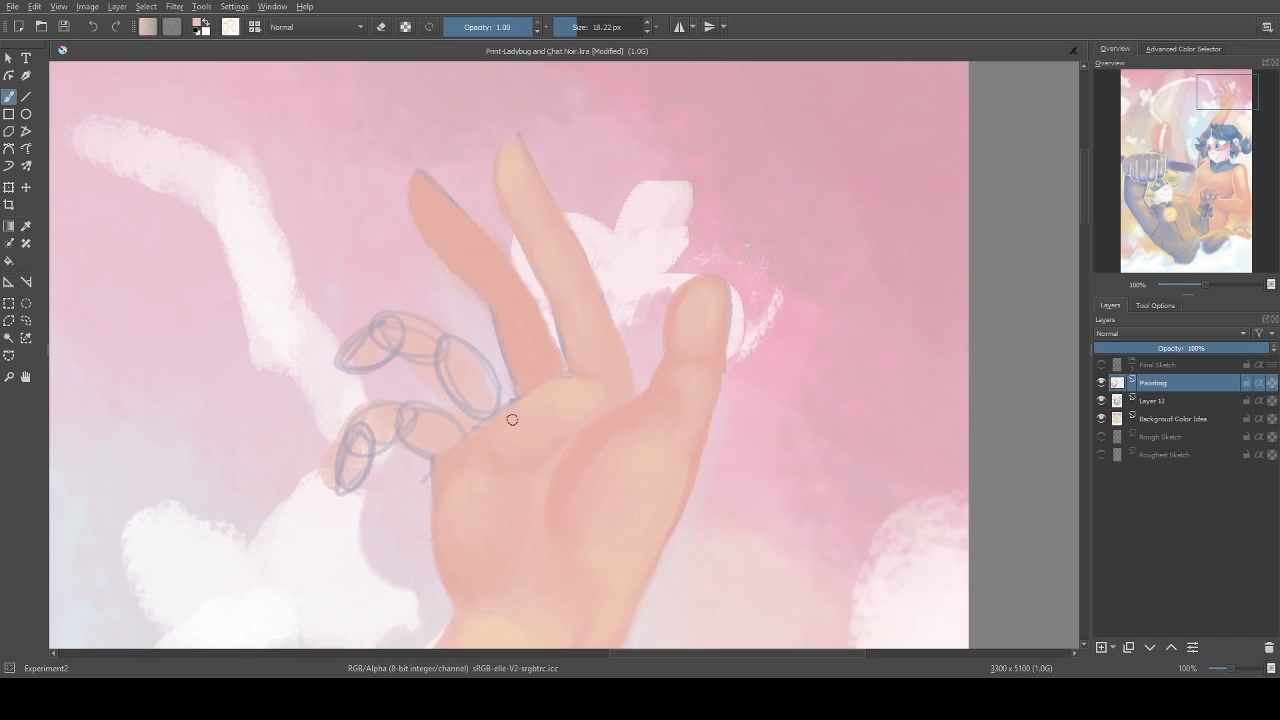 File Edit View Image Layer Select Filter Tools Settings Window Help
Normal Opacity: 1.00 Size: 18.22 px
Print-Ladybug and Chat Noir.kra [Modified] (1.0G)
Overview Advanced Color Selector
Overview
100%
Layers Tool Options
Layers
Normal
Opacity: 100%
Final Sketch
Painting
Layer 12
Backgroud Color Idea
Rough Sketch
Roughest Sketch
Experiment2 RGB/Alpha (8-bit integer/channel) sRGB-elle-V2-srgbtrc.icc 3300 x 5100 (1.0G) 100%